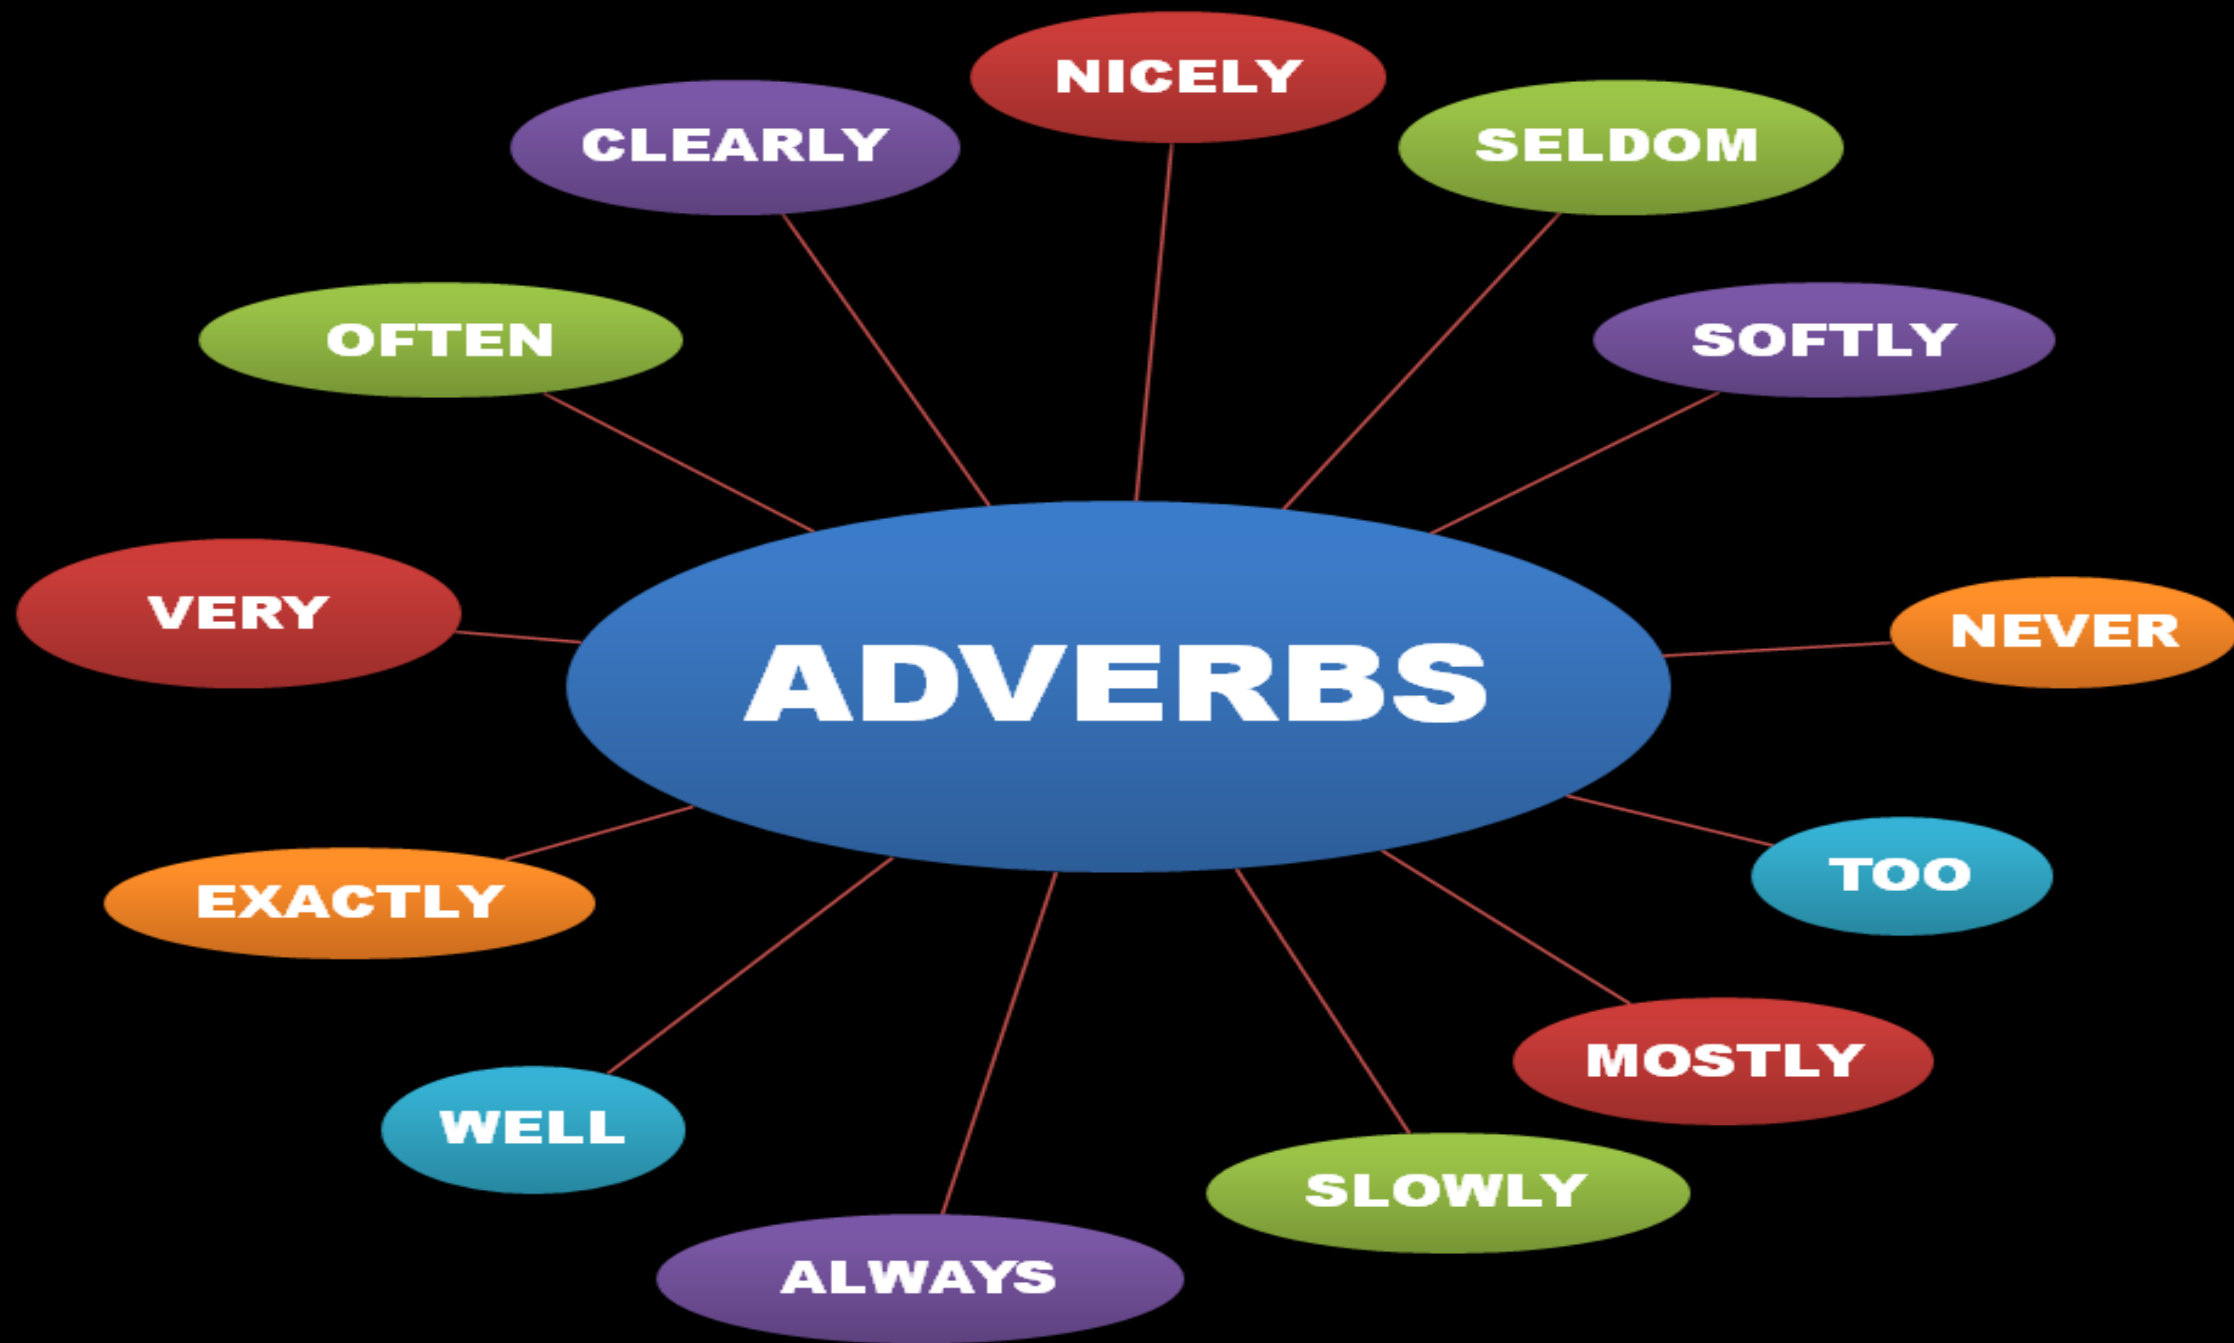 NICELY
CLEARLY
SELDOM
OFTEN
SOFTLY
VERY
NEVER
ADVERBS
TOO
EXACTLY
MOSTLY
WELL
SLOWLY
ALWAYS